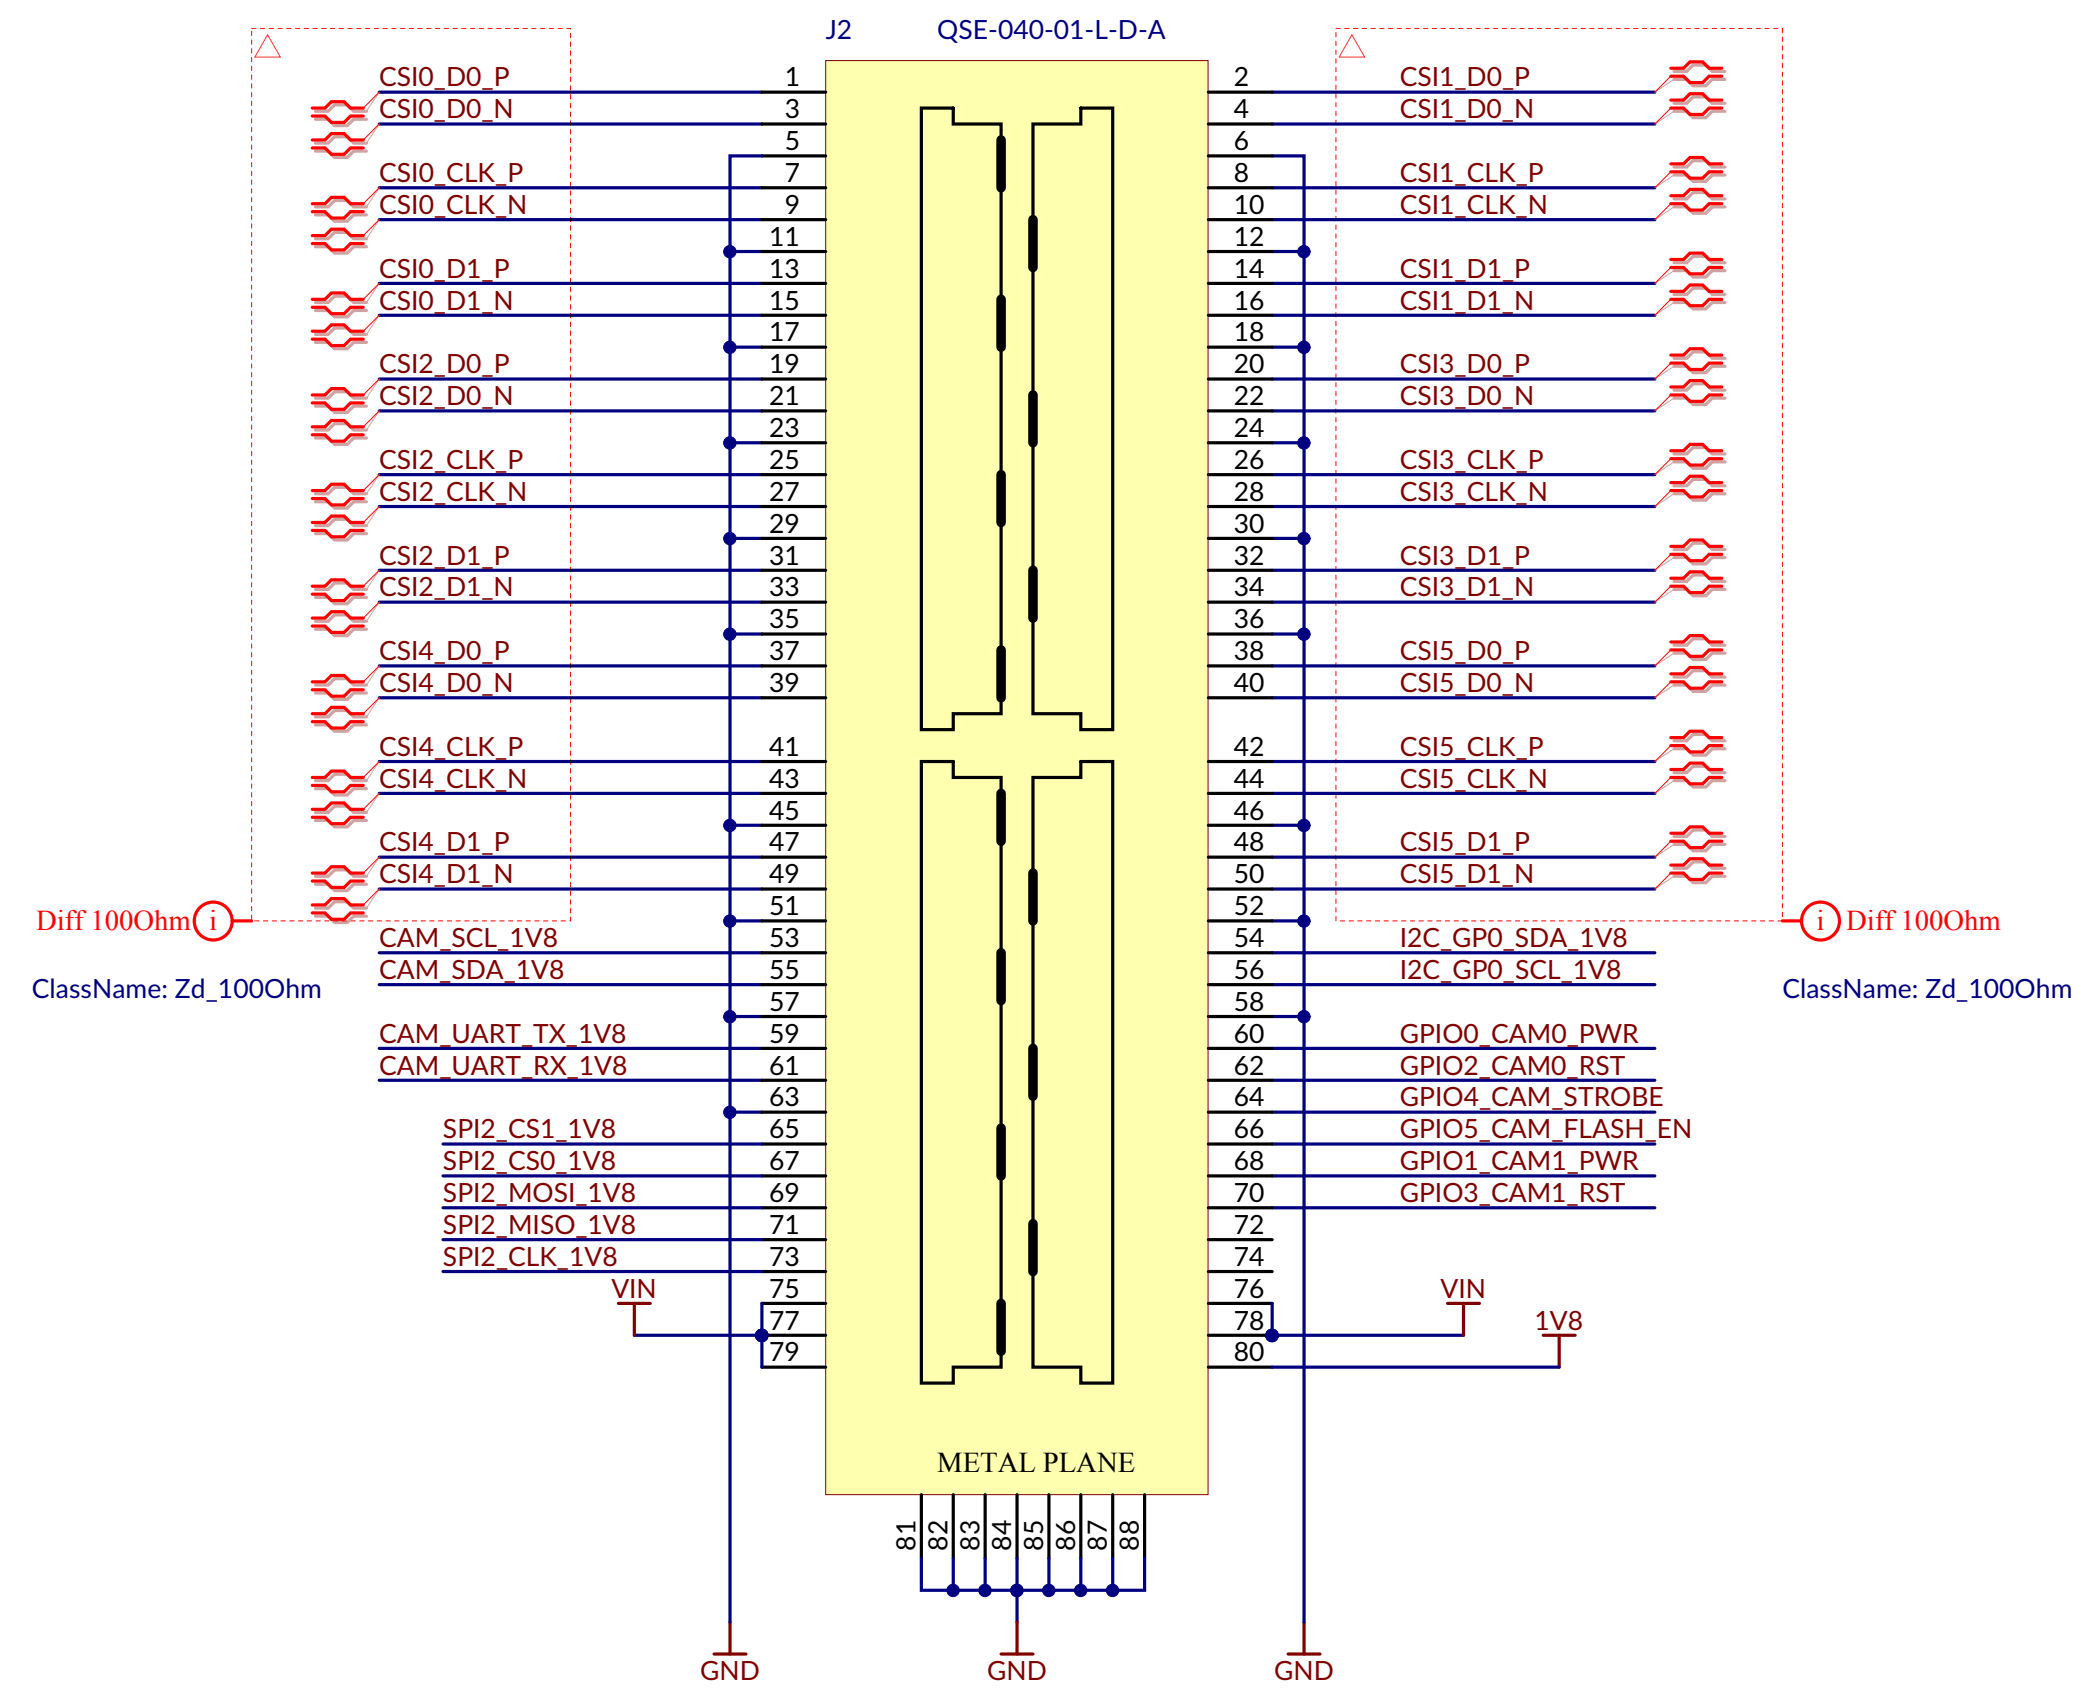 J2 QSE-040-01-L-D-A
CSI0_D0_P 1 2 CSI1_D0_P
CSI0_D0_N 3 4 CSI1_D0_N
5 6
CSI0_CLK_P 7 8 CSI1_CLK_P
CSI0_CLK_N 9 10 CSI1_CLK_N
11 12
CSI0_D1_P 13 14 CSI1_D1_P
CSI0_D1_N 15 16 CSI1_D1_N
17 18
CSI2_D0_P 19 20 CSI3_D0_P
CSI2_D0_N 21 22 CSI3_D0_N
23 24
CSI2_CLK_P 25 26 CSI3_CLK_P
CSI2_CLK_N 27 28 CSI3_CLK_N
29 30
CSI2_D1_P 31 32 CSI3_D1_P
CSI2_D1_N 33 34 CSI3_D1_N
35 36
CSI4_D0_P 37 38 CSI5_D0_P
CSI4_D0_N 39 40 CSI5_D0_N
CSI4_CLK_P 41 42 CSI5_CLK_P
CSI4_CLK_N 43 44 CSI5_CLK_N
45 46
CSI4_D1_P 47 48 CSI5_D1_P
CSI4_D1_N 49 50 CSI5_D1_N
Diff 100Ohm i 51 52 i Diff 100Ohm
CAM_SCL_1V8 53 54 I2C_GP0_SDA_1V8
CAM_SDA_1V8 55 56 I2C_GP0_SCL_1V8
ClassName: Zd_100Ohm 57 58 ClassName: Zd_100Ohm
CAM_UART_TX_1V8 59 60 GPIO0_CAM0_PWR
CAM_UART_RX_1V8 61 62 GPIO2_CAM0_RST
63 64 GPIO4_CAM_STROBE
SPI2_CS1_1V8 65 66 GPIO5_CAM_FLASH_EN
SPI2_CS0_1V8 67 68 GPIO1_CAM1_PWR
SPI2_MOSI_1V8 69 70 GPIO3_CAM1_RST
SPI2_MISO_1V8 71 72
SPI2_CLK_1V8 73 74
VIN 75 76 VIN
77 78 1V8
79 80
METAL PLANE
81 82 83 84 85 86 87 88
GND GND GND